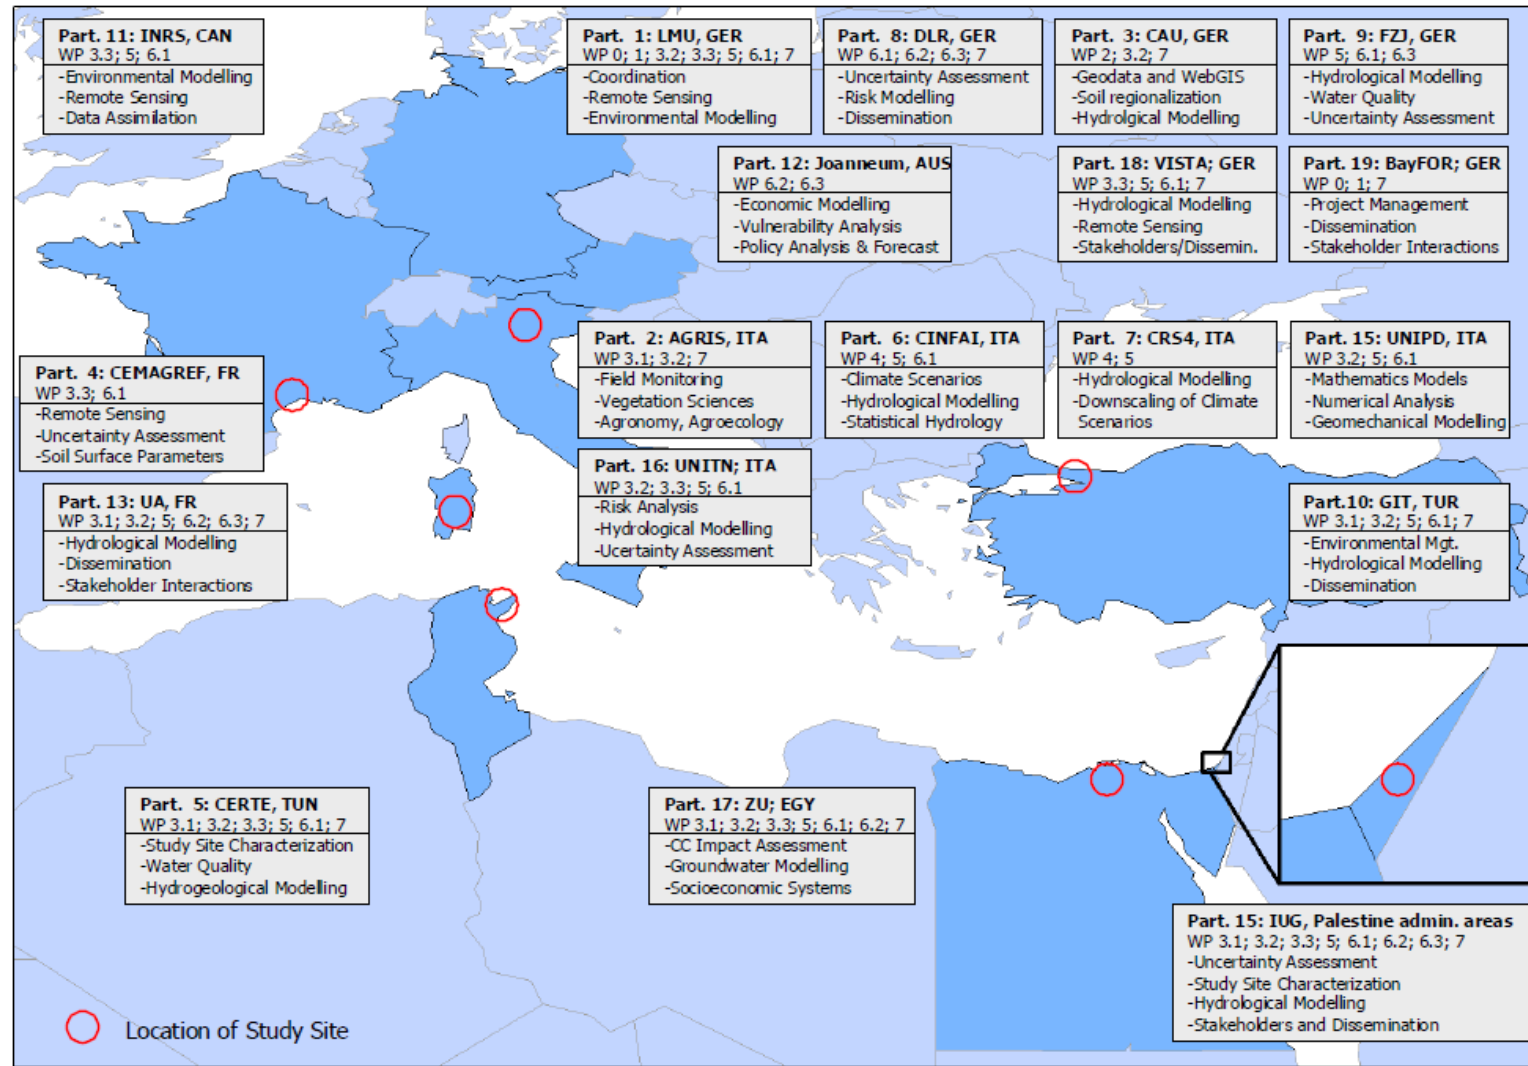 Part. 11: INRS, CAN
WP 3.3; 5; 6.1
-Environmental Modelling
-Remote Sensing
-Data Assimilation
Part. 1: LMU, GER
WP 0; 1; 3.2; 3.3; 5; 6.1; 7
-Coordination
-Remote Sensing
-Environmental Modelling
Part. 8: DLR, GER
WP 6.1; 6.2; 6.3; 7
-Uncertainty Assessment
-Risk Modelling
-Dissemination
Part. 3: CAU, GER
WP 2; 3.2; 7
-Geodata and WebGIS
-Soil regionalization
-Hydrolgical Modelling
Part. 9: FZJ, GER
WP 5; 6.1; 6.3
-Hydrological Modelling
-Water Quality
-Uncertainty Assessment
Part. 12: Joanneum, AUS
WP 6.2; 6.3
-Economic Modelling
-Vulnerability Analysis
-Policy Analysis & Forecast
Part. 18: VISTA; GER
WP 3.3; 5; 6.1; 7
-Hydrological Modelling
-Remote Sensing
-Stakeholders/Dissemin.
Part. 19: BayFOR; GER
WP 0; 1; 7
-Project Management
-Dissemination
-Stakeholder Interactions
Part. 2: AGRIS, ITA
WP 3.1; 3.2; 7
-Field Monitoring
-Vegetation Sciences
-Agronomy, Agroecology
Part. 6: CINFAI, ITA
WP 4; 5; 6.1
-Climate Scenarios
-Hydrological Modelling
-Statistical Hydrology
Part. 7: CRS4, ITA
WP 4; 5
-Hydrological Modelling
-Downscaling of Climate
Scenarios
Part. 15: UNIPD, ITA
WP 3.2; 5; 6.1
-Mathematics Models
-Numerical Analysis
-Geomechanical Modelling
Part. 4: CEMAGREF, FR
WP 3.3; 6.1
-Remote Sensing
-Uncertainty Assessment
-Soil Surface Parameters
Part. 16: UNITN; ITA
WP 3.2; 3.3; 5; 6.1
-Risk Analysis
-Hydrological Modelling
-Ucertainty Assessment
Part. 13: UA, FR
WP 3.1; 3.2; 5; 6.2; 6.3; 7
-Hydrological Modelling
-Dissemination
-Stakeholder Interactions
Part.10: GIT, TUR
WP 3.1; 3.2; 5; 6.1; 7
-Environmental Mgt.
-Hydrological Modelling
-Dissemination
Part. 5: CERTE, TUN
WP 3.1; 3.2; 3.3; 5; 6.1; 7
-Study Site Characterization
-Water Quality
-Hydrogeological Modelling
Part. 17: ZU; EGY
WP 3.1; 3.2; 3.3; 5; 6.1; 6.2; 7
-CC Impact Assessment
-Groundwater Modelling
-Socioeconomic Systems
Part. 15: IUG, Palestine admin. areas
WP 3.1; 3.2; 3.3; 5; 6.1; 6.2; 6.3; 7
-Uncertainty Assessment
-Study Site Characterization
-Hydrological Modelling
-Stakeholders and Dissemination
Location of Study Site